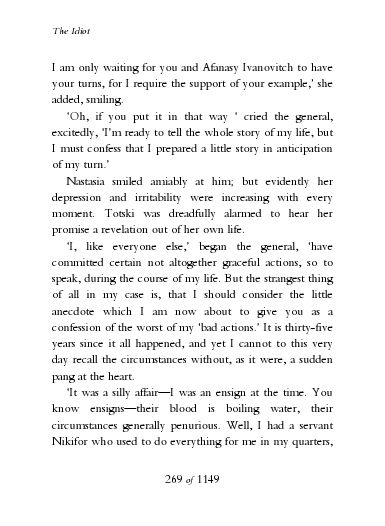 The Idiot
I am only waiting for you and Afanasy Ivanovitch to have
your turns, for I require the support of your example,' she
added, smiling.
'Oh, if you put it in that way ' cried the general,
excitedly, 'I'm ready to tell the whole story of my life, but
I must confess that I prepared a little story in anticipation
of my turn.'
Nastasia smiled amiably at him; but evidently her
depression and irritability were increasing with every
moment. Totski was dreadfully alarmed to hear her
promise a revelation out of her own life.
'I, like everyone else,' began the general, 'have
committed certain not altogether graceful actions, so to
speak, during the course of my life. But the strangest thing
of all in my case is, that I should consider the little
anecdote which I am now about to give you as a
confession of the worst of my 'bad actions.' It is thirty-five
years since it all happened, and yet I cannot to this very
day recall the circumstances without, as it were, a sudden
pang at the heart.
'It was a silly affair—I was an ensign at the time. You
know ensigns—their blood is boiling water, their
circumstances generally penurious. Well, I had a servant
Nikifor who used to do everything for me in my quarters,
269 of 1149